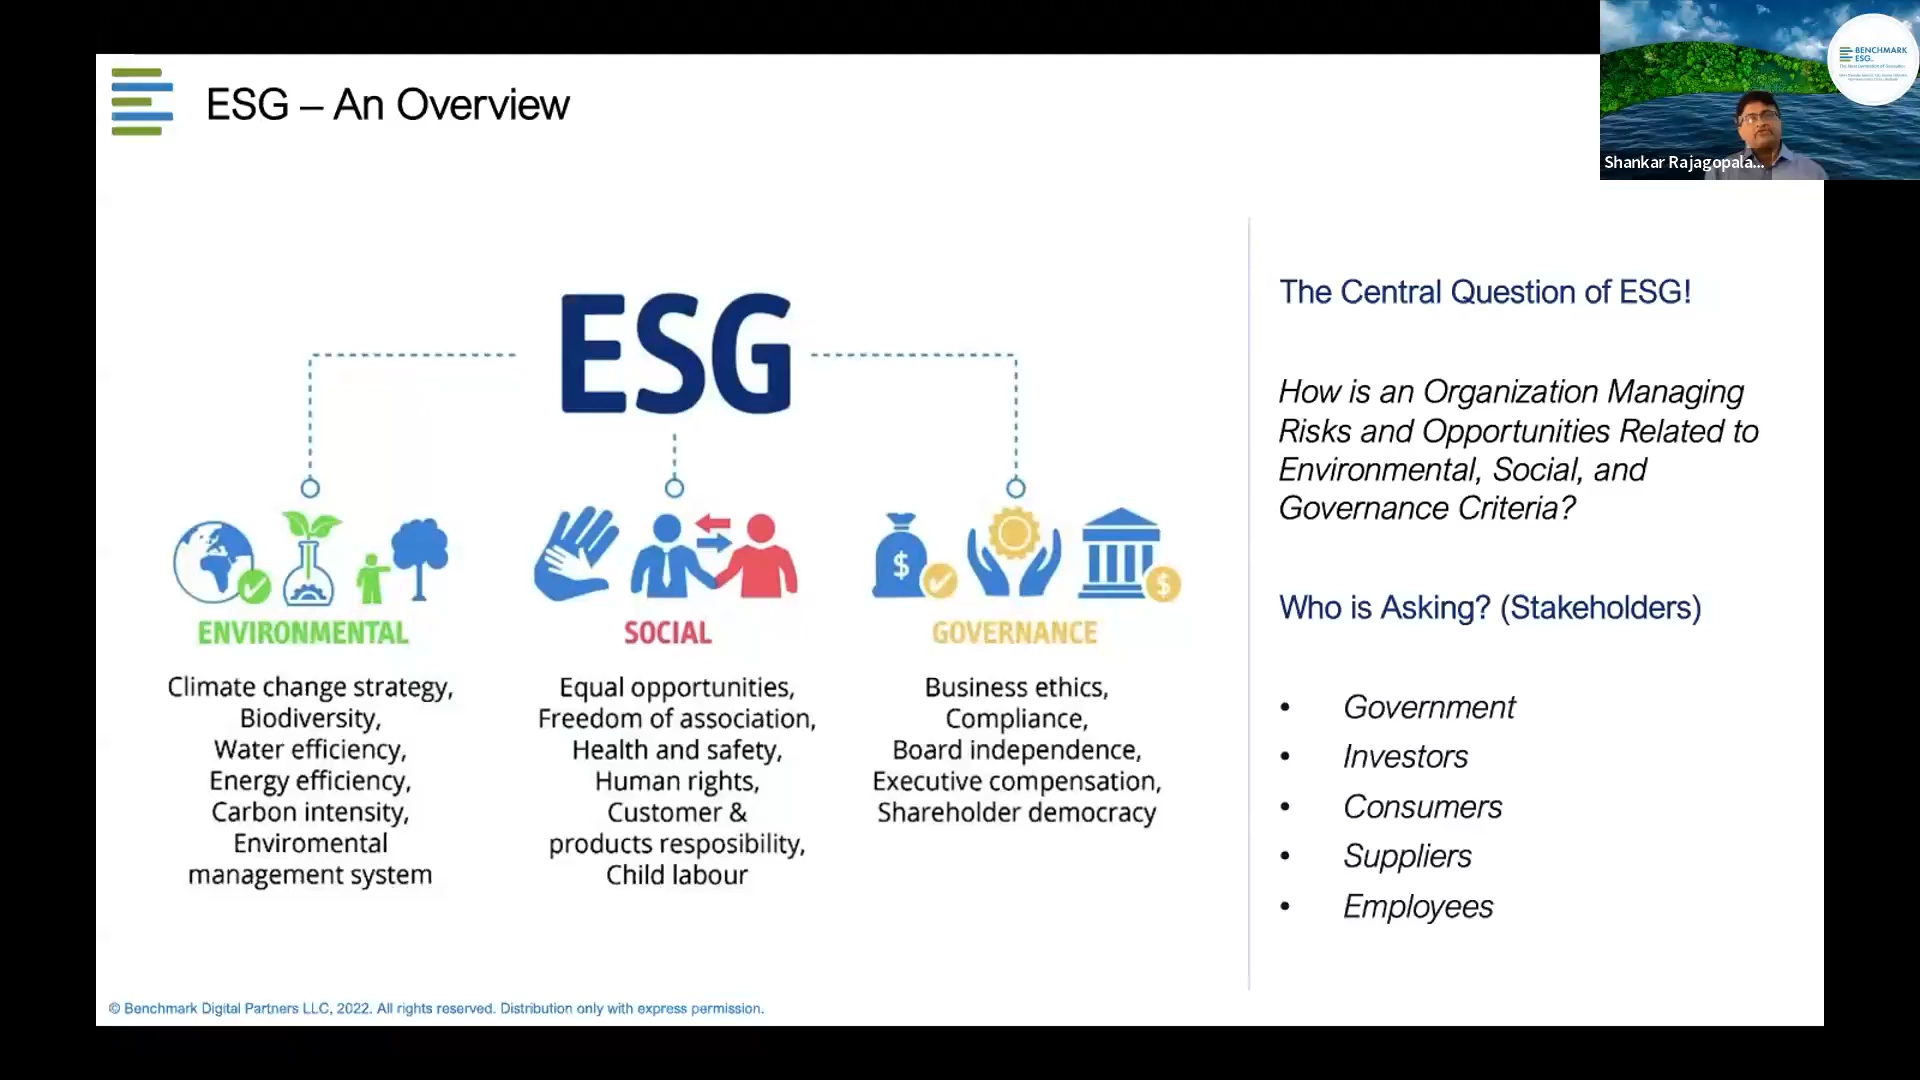 ESG – An Overview
BENCHMARK
ESG
Shankar Rajagopala...
ESG
ENVIRONMENTAL
Climate change strategy,
Biodiversity,
Water efficiency,
Energy efficiency,
Carbon intensity,
Enviromental
management system
SOCIAL
Equal opportunities,
Freedom of association,
Health and safety,
Human rights,
Customer &
products resposibility,
Child labour
$
$
GOVERNANCE
Business ethics,
Compliance,
Board independence,
Executive compensation,
Shareholder democracy
The Central Question of ESG!
How is an Organization Managing
Risks and Opportunities Related to
Environmental, Social, and
Governance Criteria?
Who is Asking? (Stakeholders)
• Government
• Investors
• Consumers
• Suppliers
• Employees
© Benchmark Digital Partners LLC, 2022. All rights reserved. Distribution only with express permission.